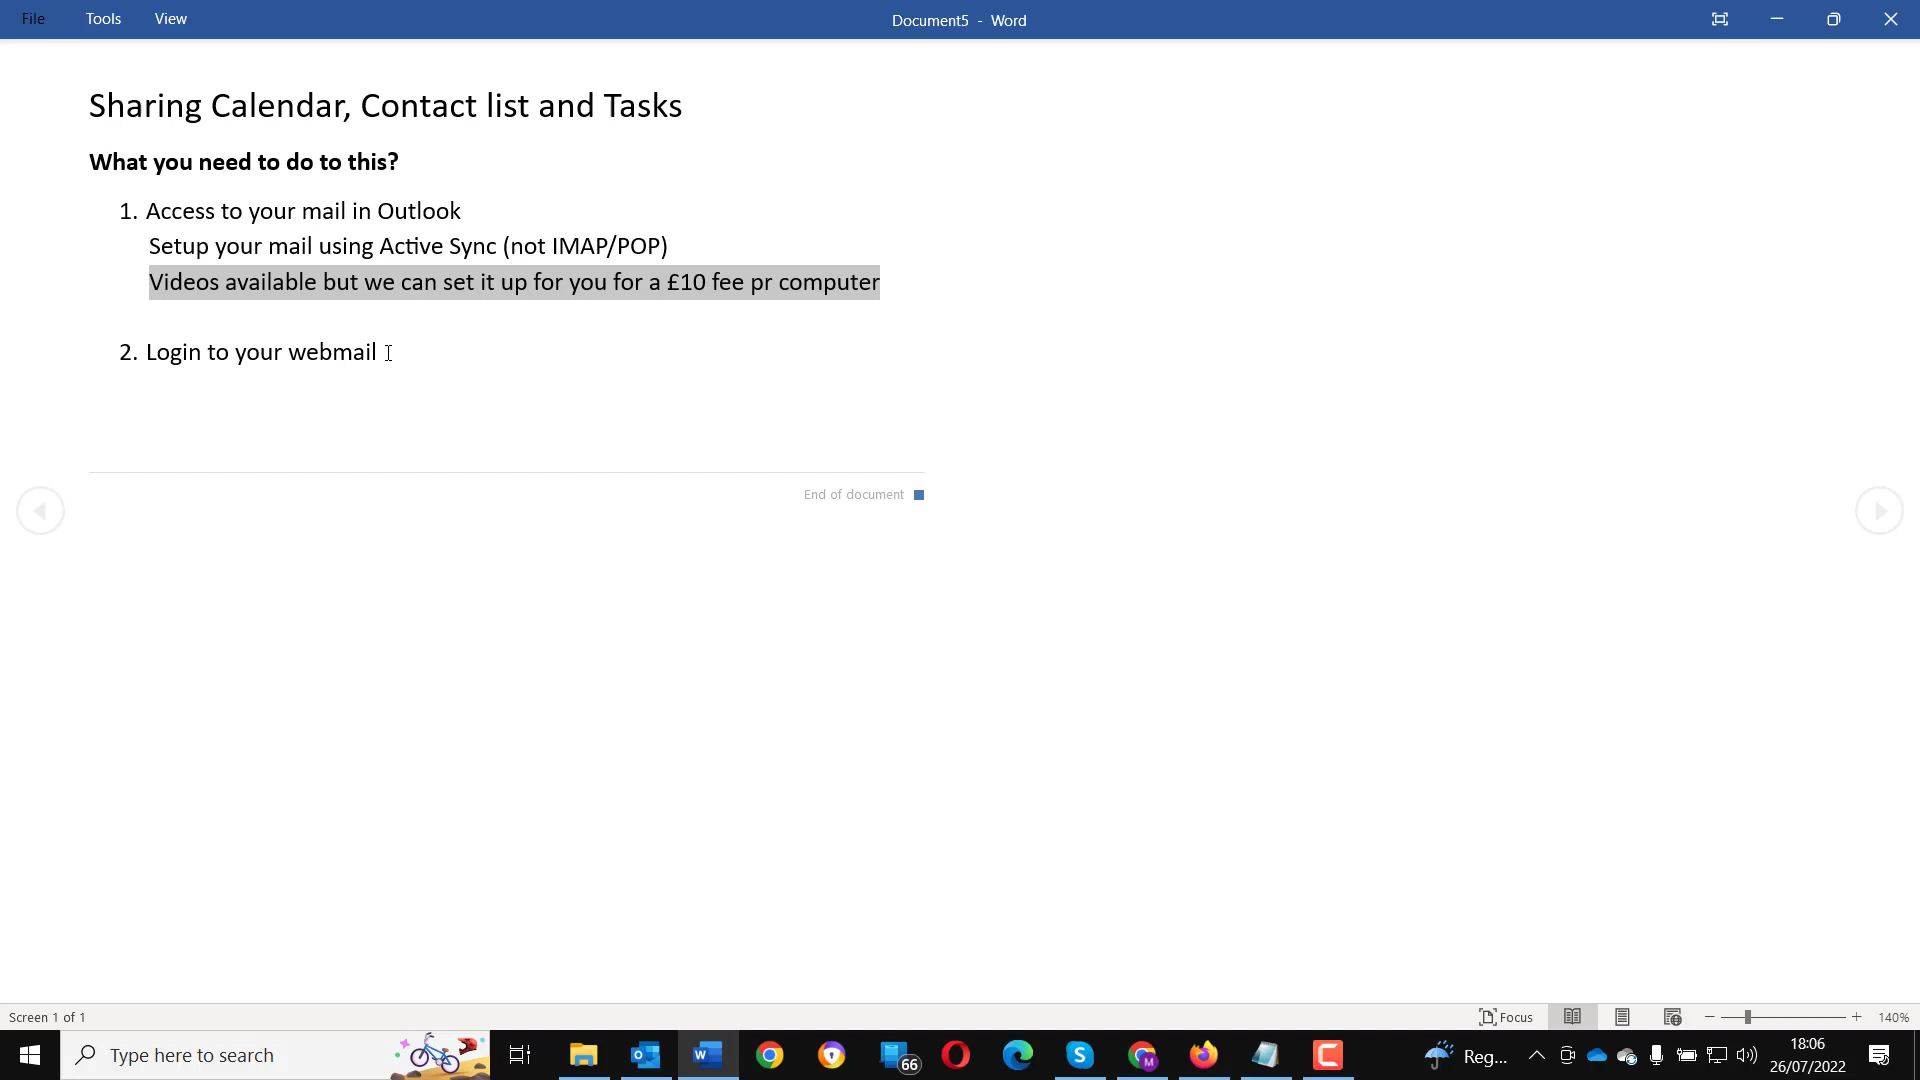 File Tools View Document5 - Word
Sharing Calendar, Contact list and Tasks
What you need to do to this?
1. Access to your mail in Outlook
Setup your mail using Active Sync (not IMAP/POP)
Videos available but we can set it up for you for a £10 fee pr computer
2. Login to your webmail
End of document
Screen 1 of 1 Focus 140%
Type here to search 66 Reg... 18:06
26/07/2022